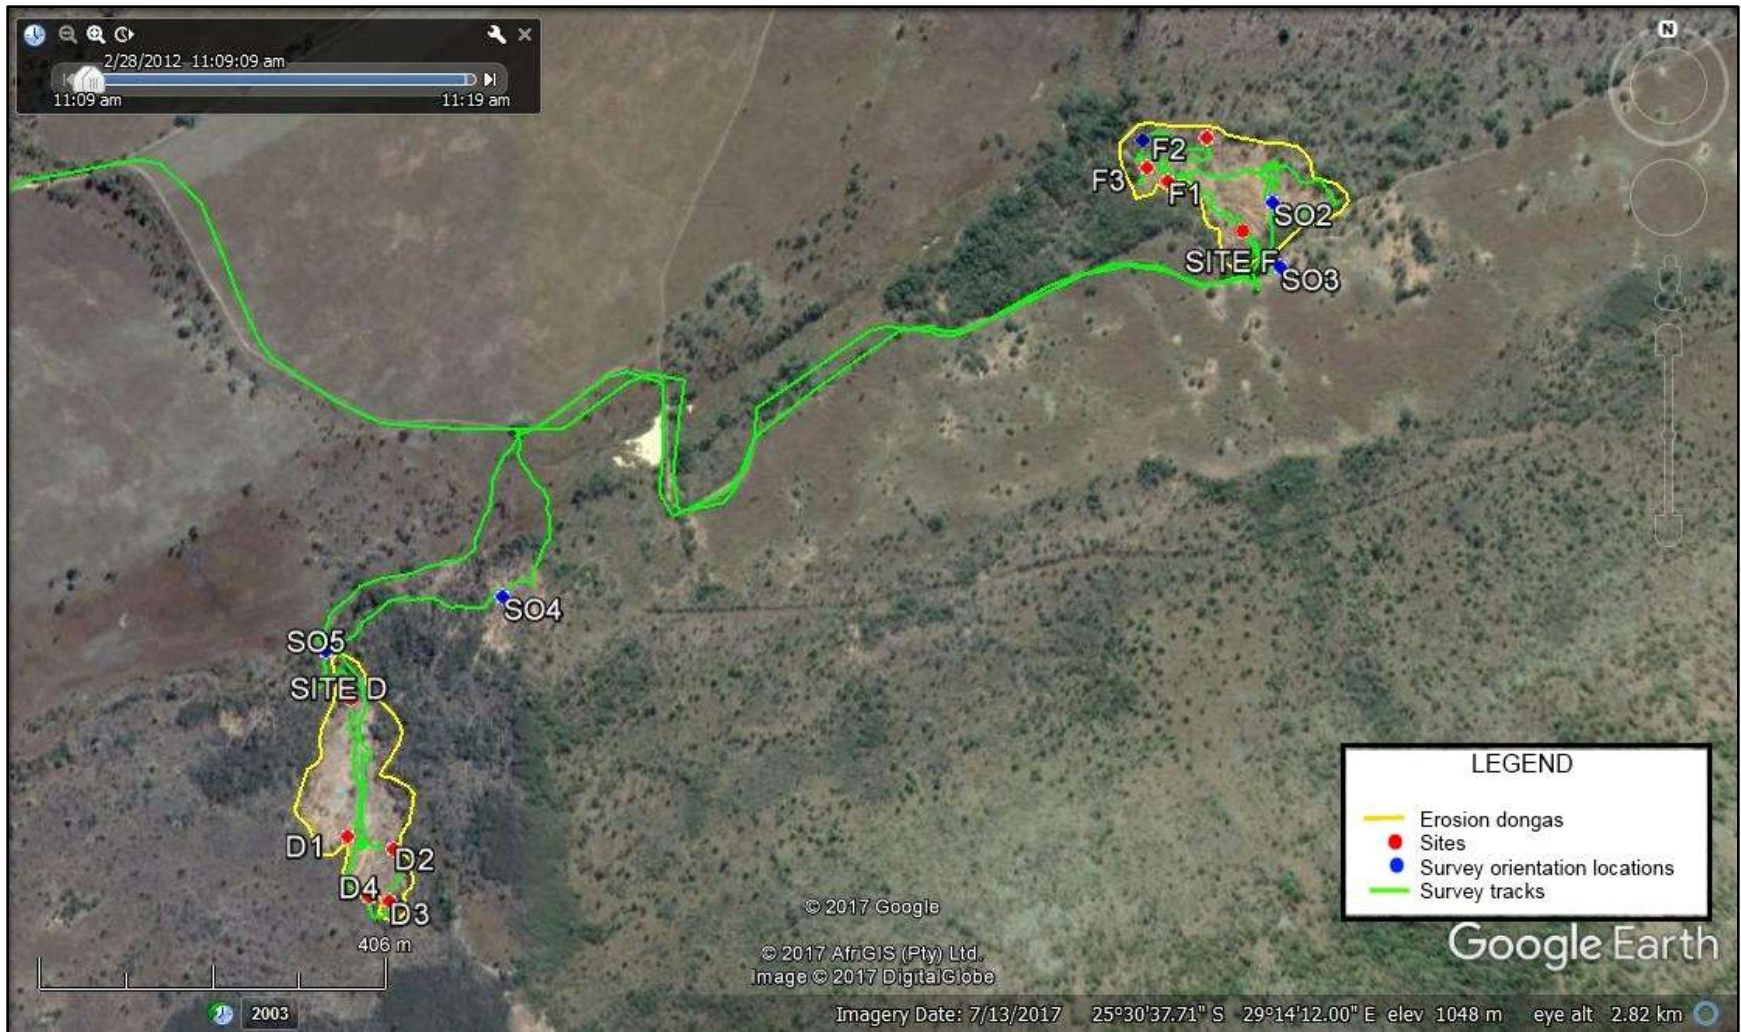 2/28/2012 11:09:09 am
11:09 am
11:19 am
N
F2
F3
F1
SO2
SITE F
SO3
SO4
SO5
SITE D
D1
D2
D4
D3
LEGEND
Erosion dongas
Sites
Survey orientation locations
Survey tracks
406 m
© 2017 Google
© 2017 AfriGIS (Pty) Ltd.
Image © 2017 DigitalGlobe
Google Earth
2003
Imagery Date: 7/13/2017 25°30'37.71" S 29°14'12.00" E elev 1048 m eye alt 2.82 km